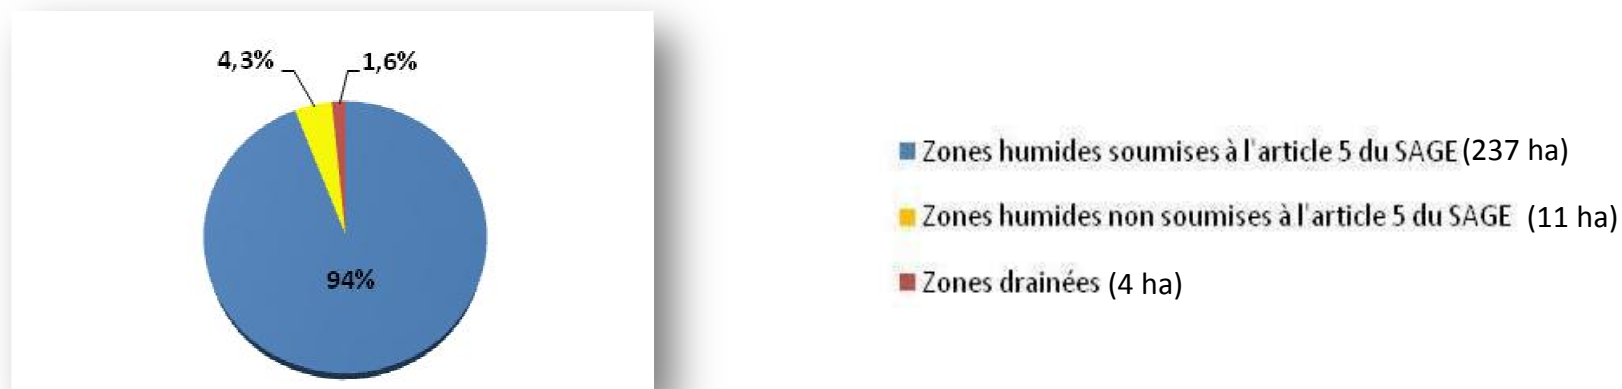 4,3% 1,6%
94%
Zones humides soumises à l'article 5 du SAGE (237 ha)
Zones humides non soumises à l'article 5 du SAGE (11 ha)
Zones drainées (4 ha)